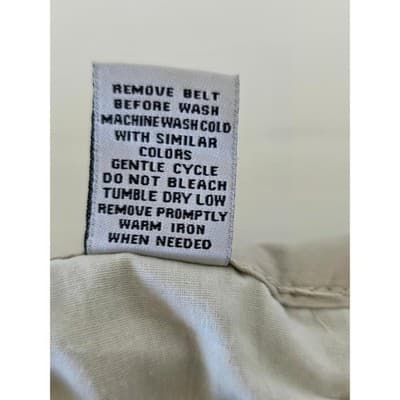 REMOVE BELT
BEFORE WASH
MACHINE WASH COLD
WITH SIMILAR
COLORS
GENTLE CYCLE
DO NOT BLEACH
TUMBLE DRY LOW
REMOVE PROMPTLY
WARM IRON
WHEN NEEDED